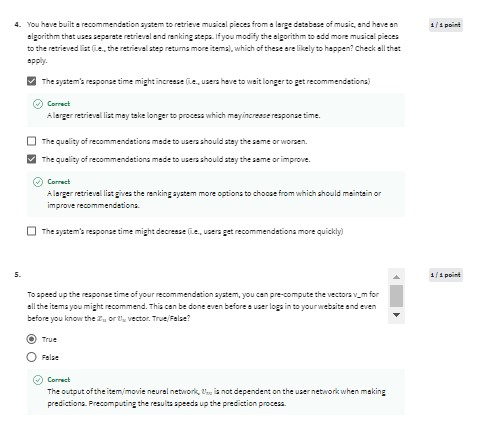 4. You have built a recommendation system to retrieve musical pieces from a large database of music, and have an
1 / 1 point
algorithm that uses separate retrieval and ranking steps. If you modify the algorithm to add more musical pieces
to the retrieved list (i.e., the retrieval step returns more items), which of these are likely to happen? Check all that
apply.
The system's response time might increase (i.e., users have to wait longer to get recommendations)
Correct
A larger retrieval list may take longer to process which may increase response time.
The quality of recommendations made to users should stay the same or worsen.
The quality of recommendations made to users should stay the same or improve.
Correct
A larger retrieval list gives the ranking system more options to choose from which should maintain or
improve recommendations.
The system's response time might decrease (i.e., users get recommendations more quickly)
5.
1 / 1 point
To speed up the response time of your recommendation system, you can pre-compute the vectors v_m for
all the items you might recommend. This can be done even before a user logs in to your website and even
before you know the x_u or v_u vector. True/False?
True
False
Correct
The output of the item/movie neural network, v_m is not dependent on the user network when making
predictions. Precomputing the results speeds up the prediction process.